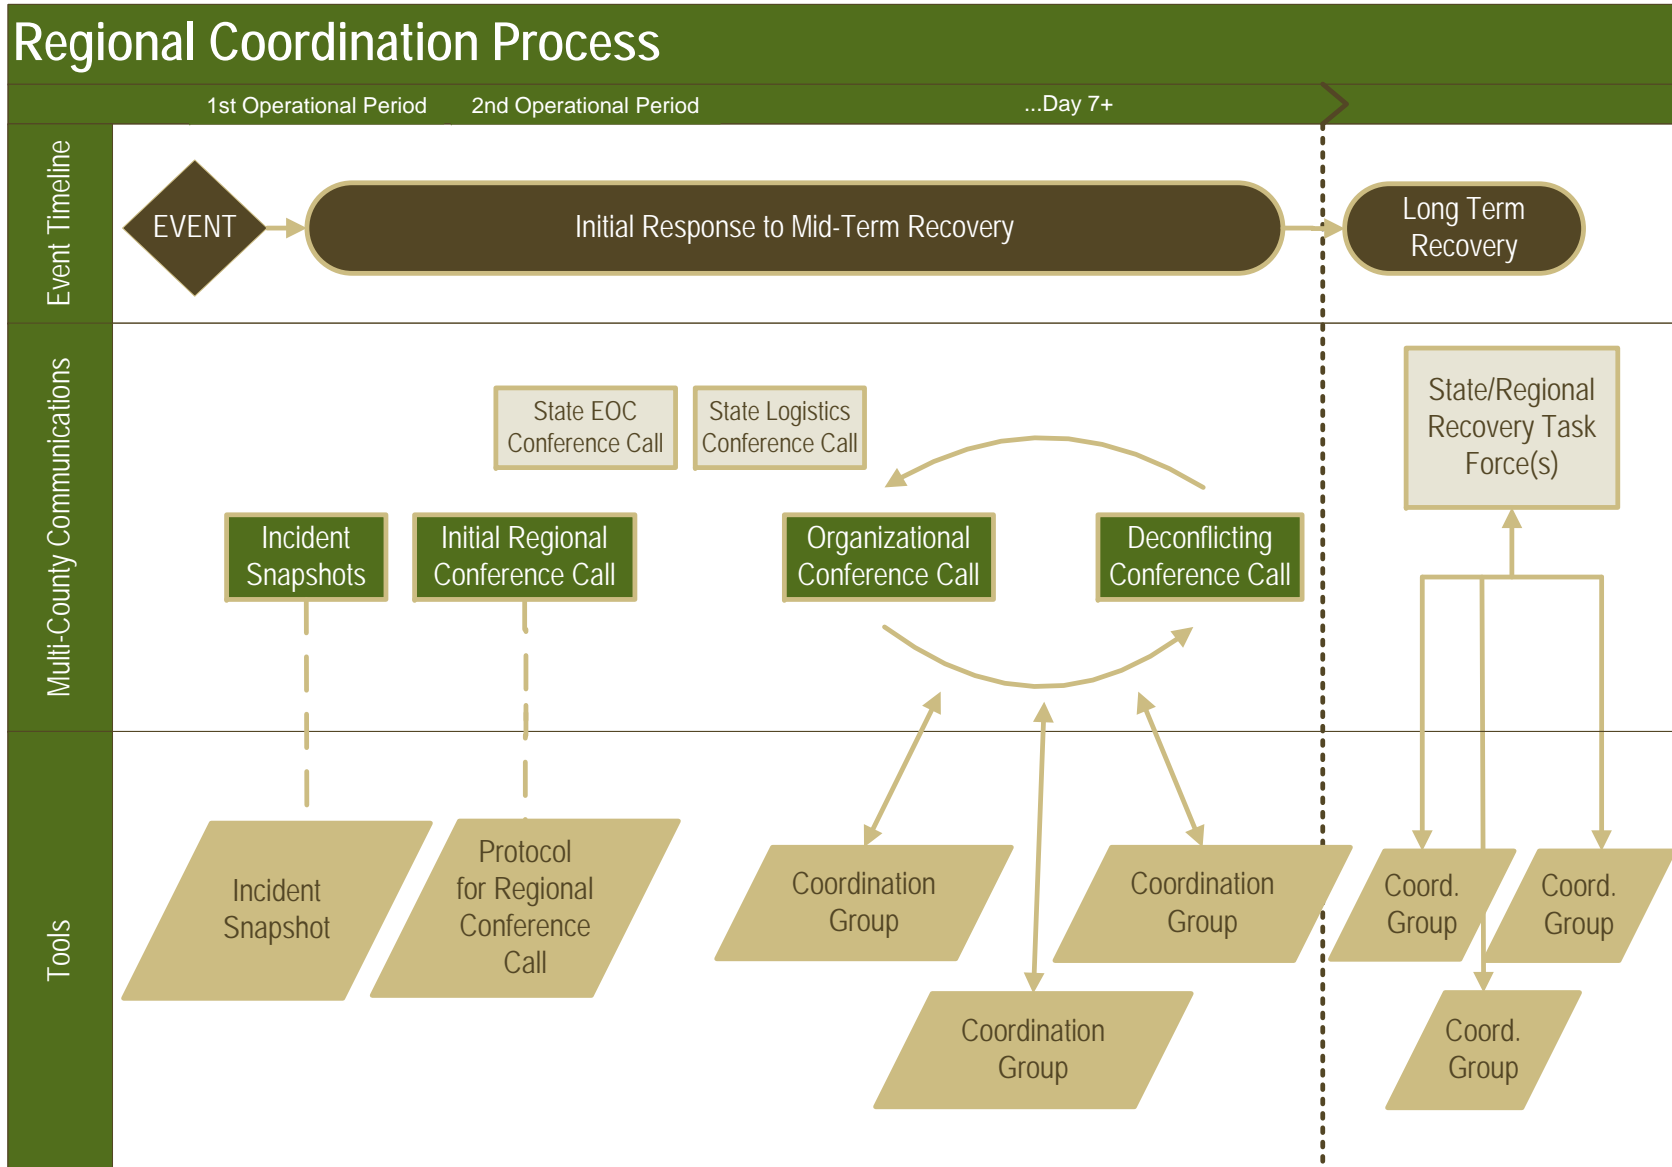 Regional Coordination Process
1st Operational Period
2nd Operational Period
...Day 7+
Event Timeline
EVENT
Initial Response to Mid-Term Recovery
Long Term
Recovery
Multi-County Communications
State EOC
Conference Call
State Logistics
Conference Call
State/Regional
Recovery Task
Force(s)
Incident
Snapshots
Initial Regional
Conference Call
Organizational
Conference Call
Deconflicting
Conference Call
Tools
Incident
Snapshot
Protocol
for Regional
Conference
Call
Coordination
Group
Coordination
Group
Coordination
Group
Coord.
Group
Coord.
Group
Coord.
Group